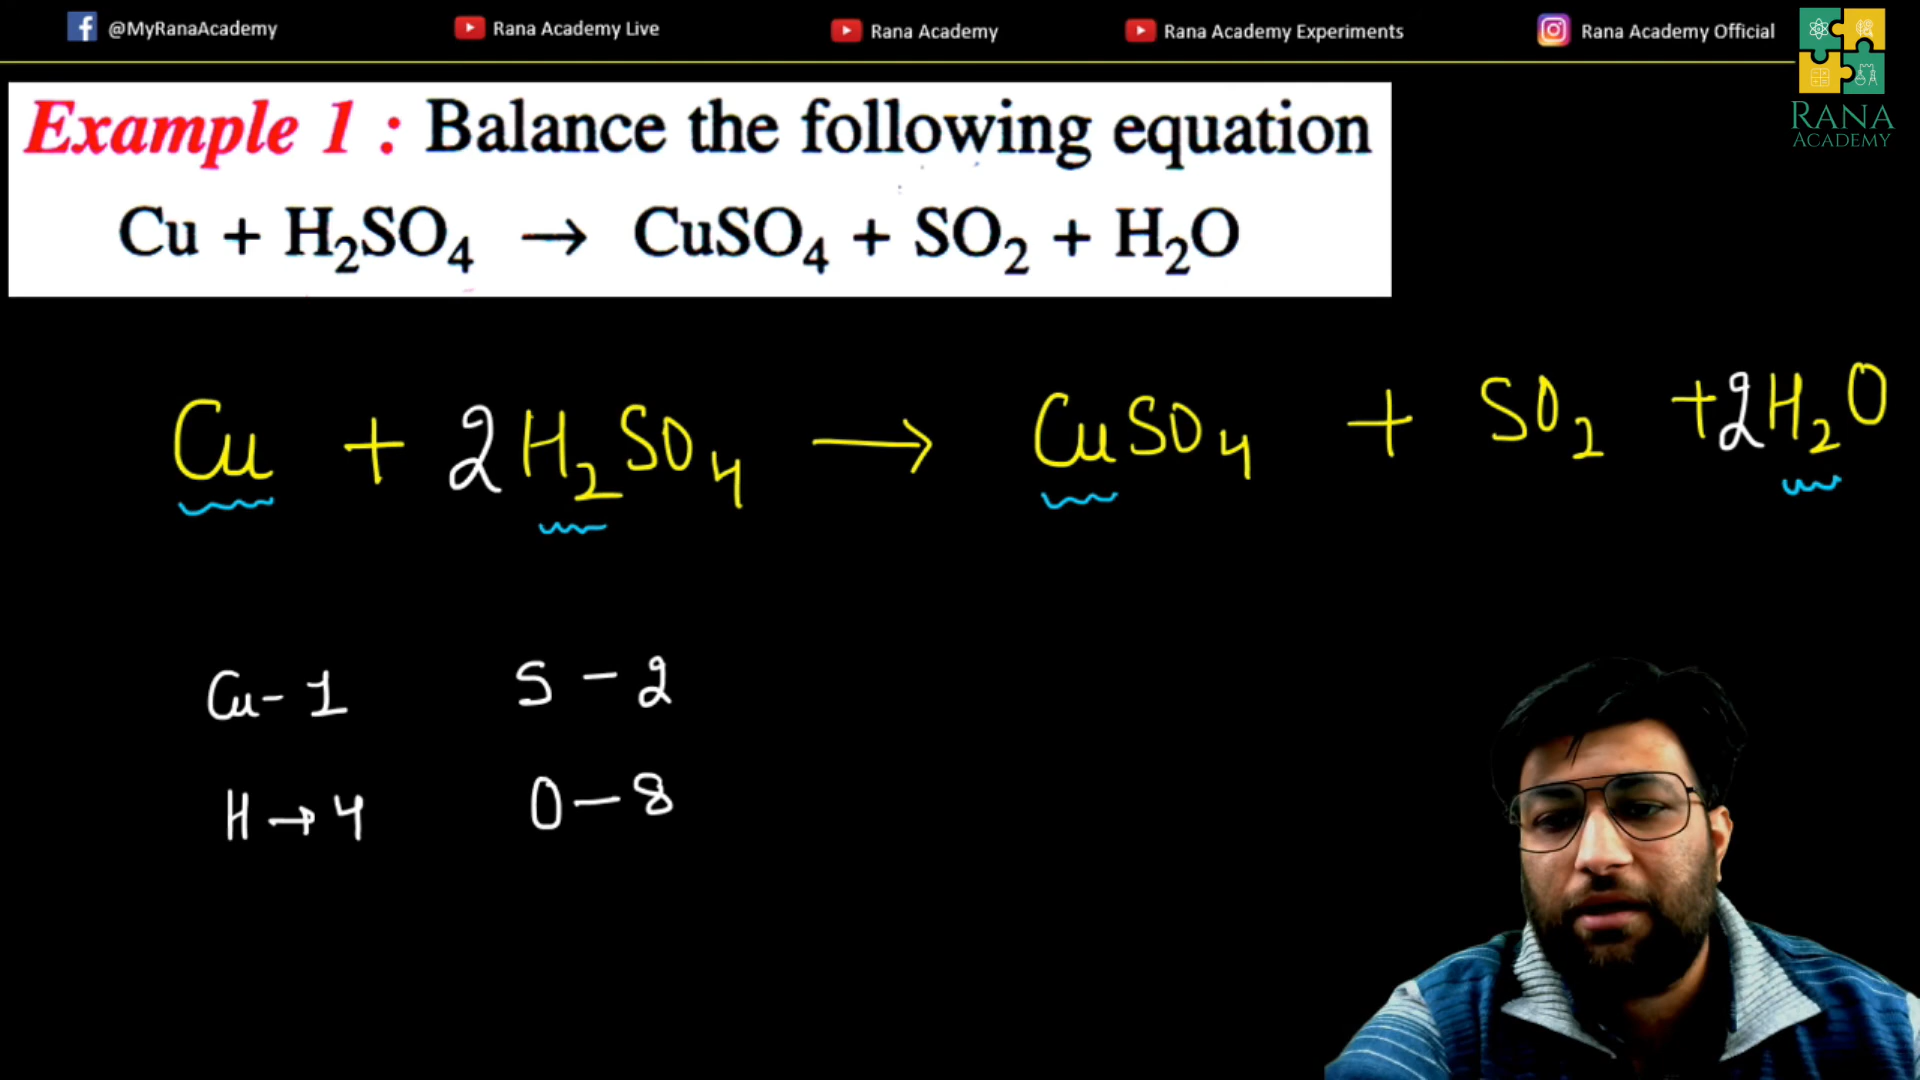 @MyRanaAcademy Rana Academy Live Rana Academy Rana Academy Experiments Rana Academy Official
RANA
ACADEMY
Example 1 : Balance the following equation
Cu + H₂SO₄ → CuSO₄ + SO₂ + H₂O
Cu + 2H₂SO₄ → CuSO₄ + SO₂ + 2H₂O
Cu - 1 S - 2
H → 4 O - 8